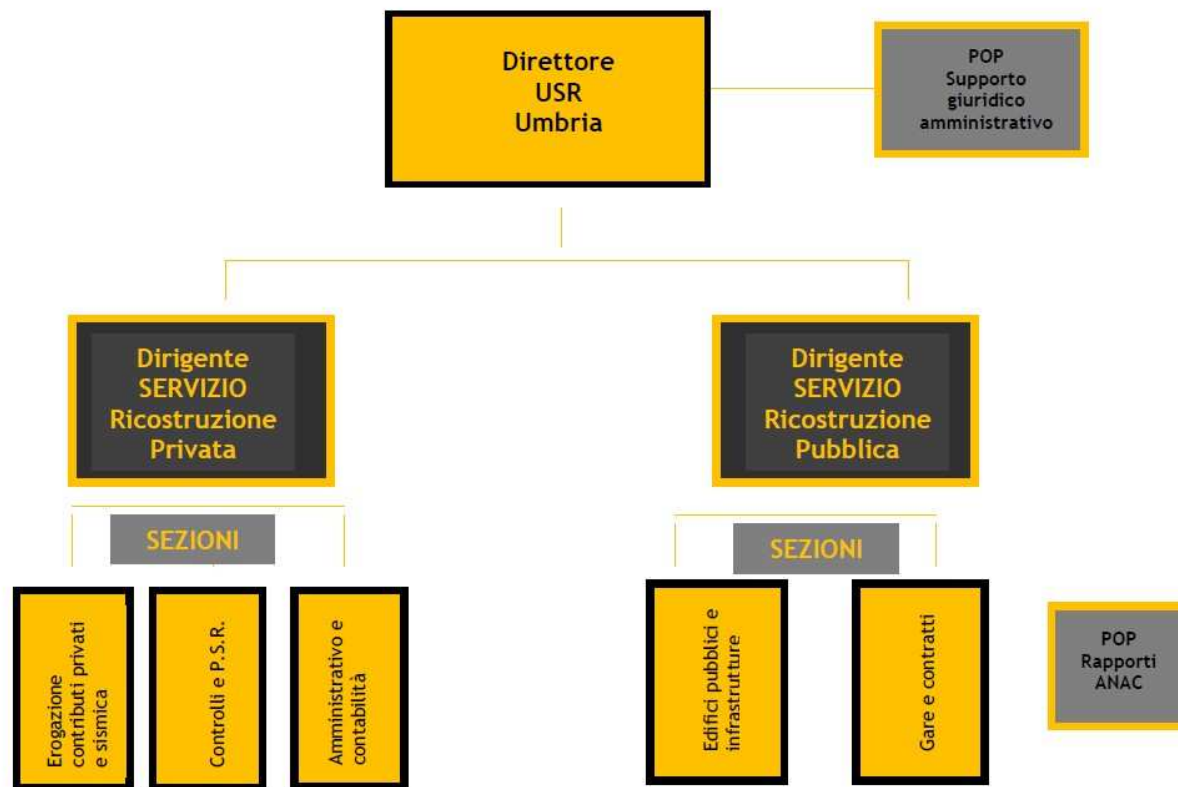 Direttore
USR
Umbria
POP
Supporto
giuridico
amministrativo
Dirigente
SERVIZIO
Ricostruzione
Privata
Dirigente
SERVIZIO
Ricostruzione
Pubblica
SEZIONI
SEZIONI
Erogazione
contributi privati
e sismica
Controlli e P.S.R.
Amministrativo e
contabilità
Edifici pubblici e
infrastrutture
Gare e contratti
POP
Rapporti
ANAC